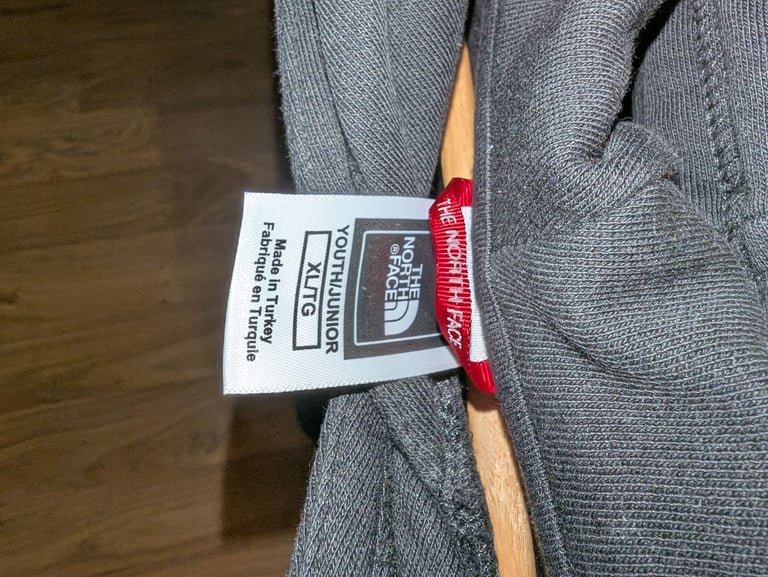 THE
NORTH
FACE®
YOUTH/JUNIOR
XL/TG
Made in Turkey
Fabriqué en Turquie
THE NORTH FACE